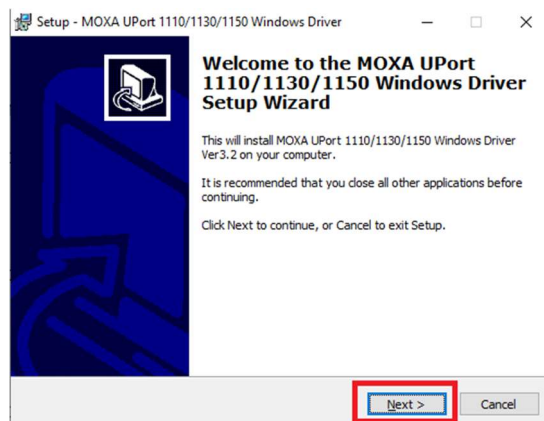 Setup - MOXA UPort 1110/1130/1150 Windows Driver
Welcome to the MOXA UPort
1110/1130/1150 Windows Driver
Setup Wizard
This will install MOXA UPort 1110/1130/1150 Windows Driver
Ver3.2 on your computer.
It is recommended that you close all other applications before
continuing.
Click Next to continue, or Cancel to exit Setup.
Next >
Cancel